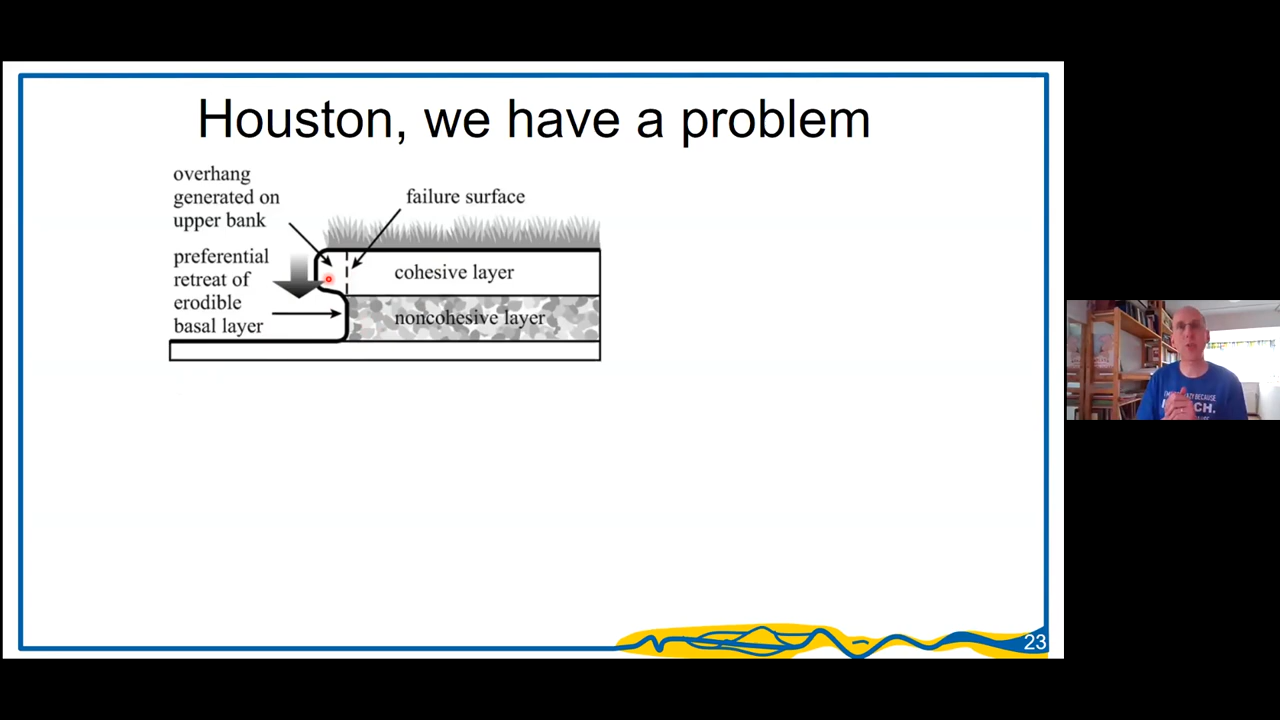 Houston, we have a problem
overhang
generated on
upper bank
failure surface
preferential
retreat of
erodible
basal layer
cohesive layer
noncohesive layer
23